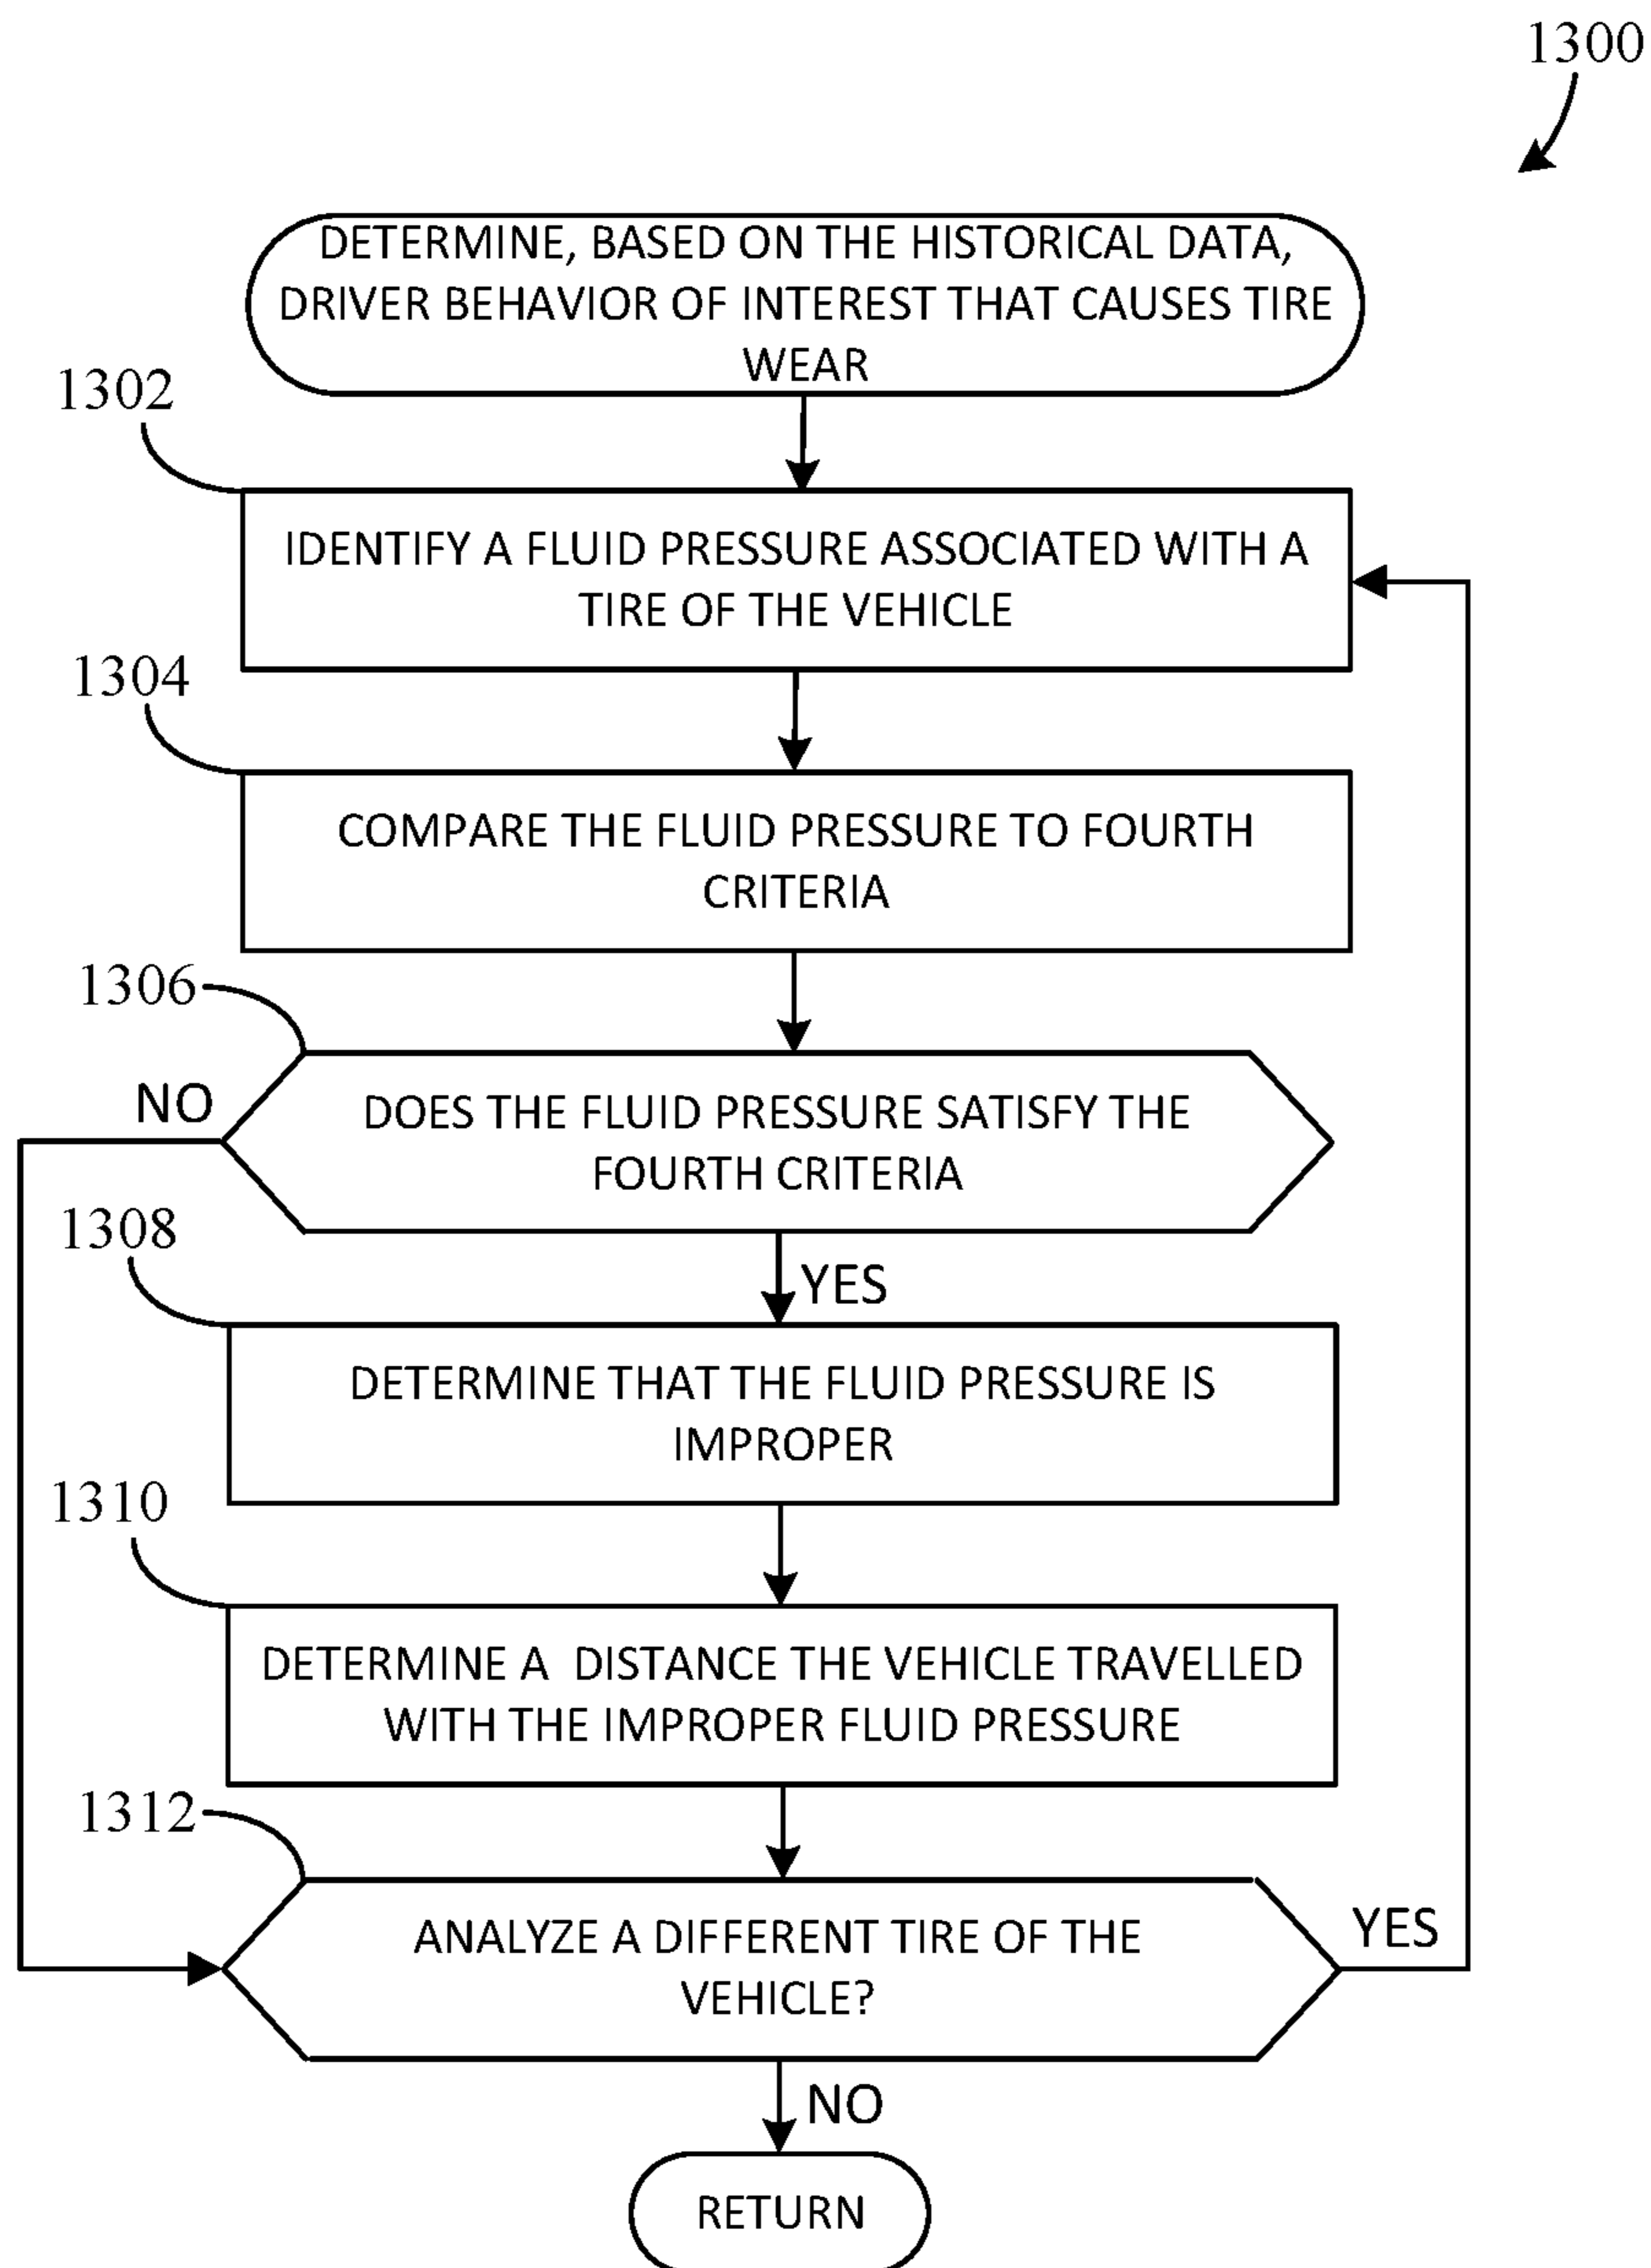 1300
DETERMINE, BASED ON THE HISTORICAL DATA,
DRIVER BEHAVIOR OF INTEREST THAT CAUSES TIRE
WEAR
1302
IDENTIFY A FLUID PRESSURE ASSOCIATED WITH A
TIRE OF THE VEHICLE
1304
COMPARE THE FLUID PRESSURE TO FOURTH
CRITERIA
1306
NO
DOES THE FLUID PRESSURE SATISFY THE
FOURTH CRITERIA
1308
YES
DETERMINE THAT THE FLUID PRESSURE IS
IMPROPER
1310
DETERMINE A  DISTANCE THE VEHICLE TRAVELLED
WITH THE IMPROPER FLUID PRESSURE
1312
ANALYZE A DIFFERENT TIRE OF THE
VEHICLE?
YES
NO
RETURN